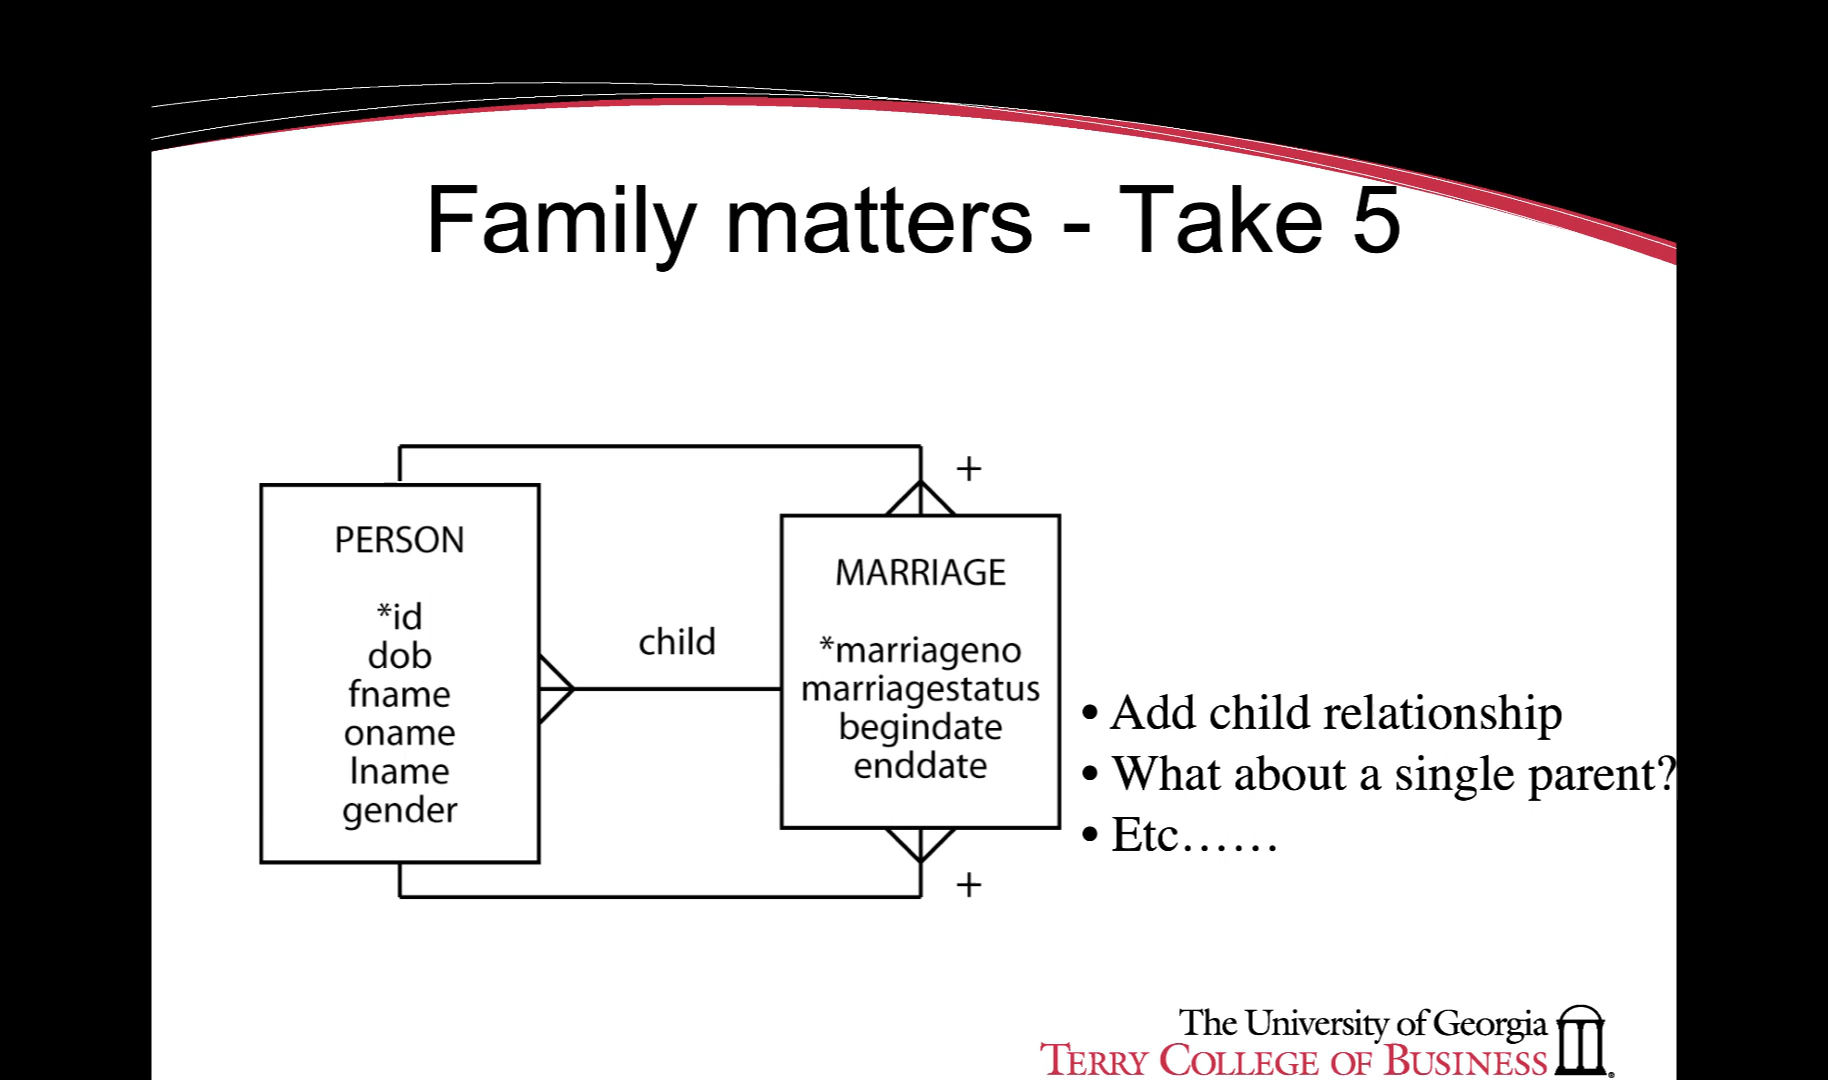 Family matters - Take 5
+
PERSON
*id
dob
fname
oname
lname
gender
child
MARRIAGE
*marriageno
marriagestatus
begindate
enddate
+
• Add child relationship
• What about a single parent?
• Etc......
The University of Georgia
TERRY COLLEGE OF BUSINESS